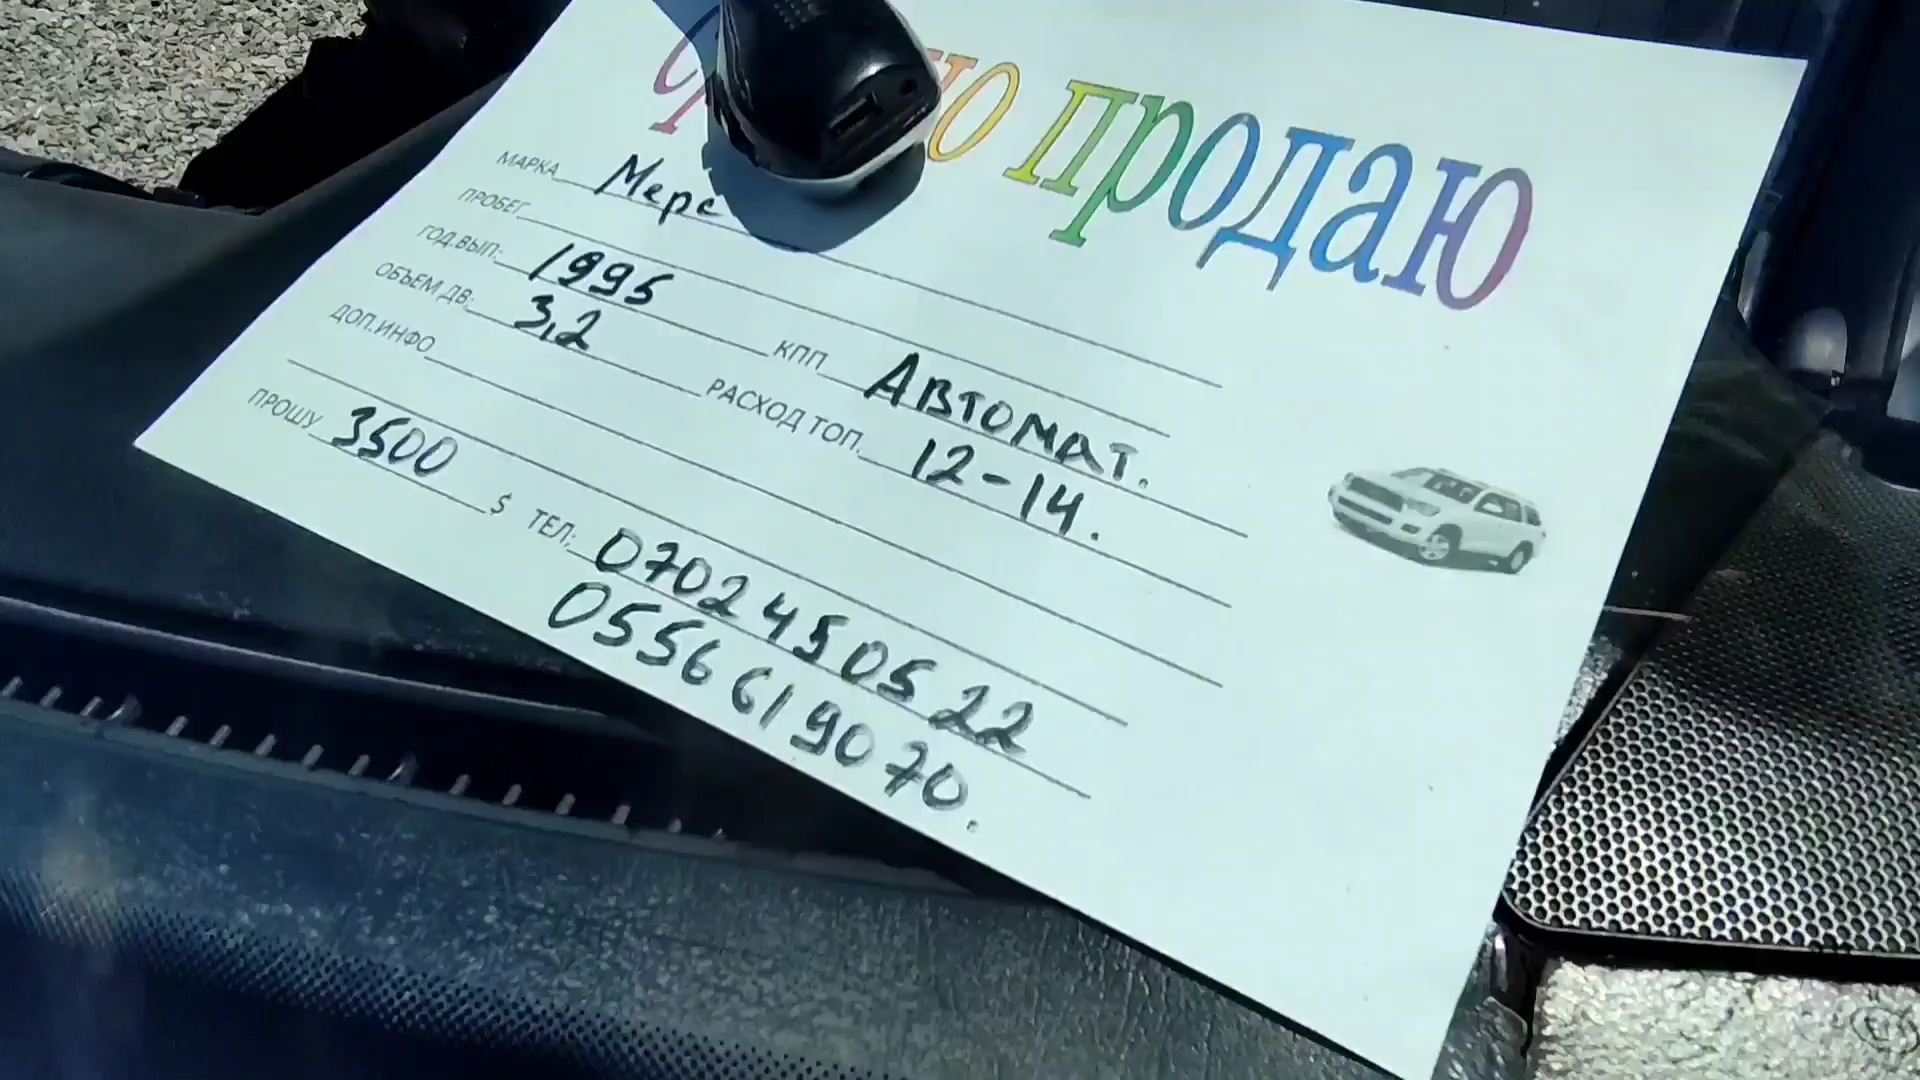 продаю
МАРКА Мерс
ПРОБЕГ
ГОД.ВЫП: 1995 КПП Автомат.
ОБЪЕМ ДВ: 3,2 РАСХОД ТОП. 12-14.
ДОП.ИНФО
ПРОШУ 3500 $ ТЕЛ: 0702450522
0556619070.